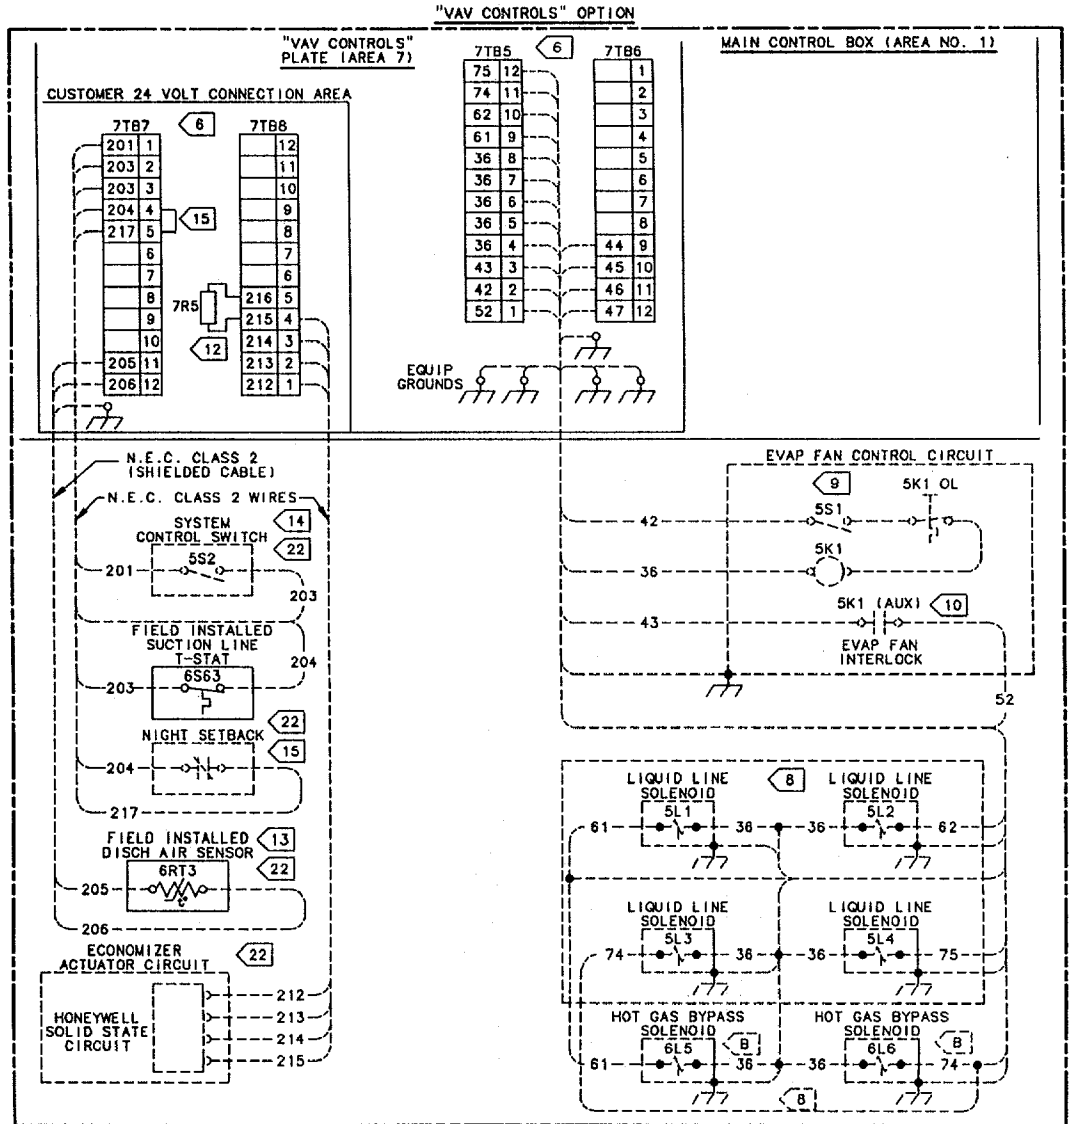 "VAV CONTROLS" OPTION
"VAV CONTROLS"
PLATE (AREA 7)
7TB5
6
7TB6
MAIN CONTROL BOX (AREA NO. 1)
CUSTOMER 24 VOLT CONNECTION AREA
75 12
74 11
62 10
61 9
36 8
36 7
36 6
36 5
36 4
43 3
42 2
52 1
1
2
3
4
5
6
7
8
44 9
45 10
46 11
47 12
7TB7
6
7TB8
201 1
203 2
203 3
204 4
217 5
6
7
8
9
10
205 11
206 12
15
12
11
10
9
8
7
6
216 5
215 4
214 3
213 2
212 1
7R5
12
EQUIP
GROUNDS
N.E.C. CLASS 2
(SHIELDED CABLE)
N.E.C. CLASS 2 WIRES
SYSTEM
CONTROL SWITCH
14
22
5S2
201
203
FIELD INSTALLED
SUCTION LINE
T-STAT
204
6S63
203
22
NIGHT SETBACK
15
204
217
FIELD INSTALLED
DISCH AIR SENSOR
13
22
6RT3
205
t°
206
ECONOMIZER
ACTUATOR CIRCUIT
22
HONEYWELL
SOLID STATE
CIRCUIT
212
213
214
215
EVAP FAN CONTROL CIRCUIT
9
5K1 OL
5S1
42
5K1
36
5K1 (AUX)
10
43
EVAP FAN
INTERLOCK
52
LIQUID LINE
SOLENOID
8
LIQUID LINE
SOLENOID
5L1
5L2
61
36
36
62
LIQUID LINE
SOLENOID
LIQUID LINE
SOLENOID
5L3
5L4
74
36
36
75
HOT GAS BYPASS
SOLENOID
HOT GAS BYPASS
SOLENOID
6L5
B
6L6
B
61
36
36
74
8